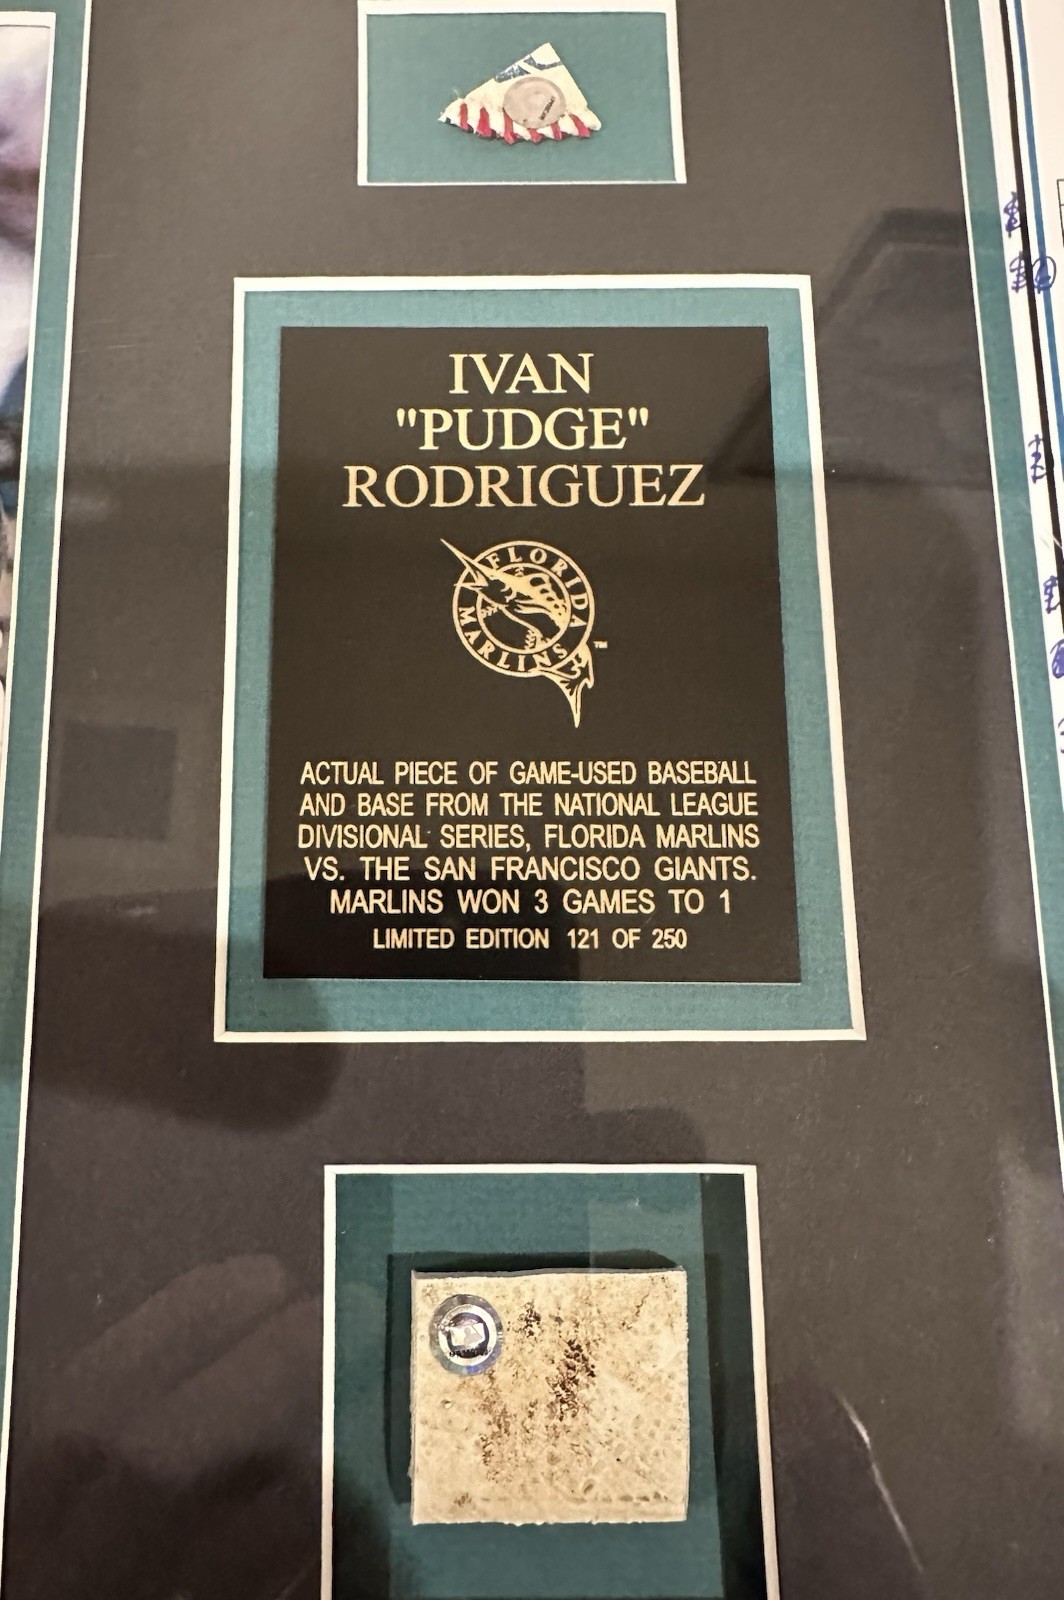 IVAN
"PUDGE"
RODRIGUEZ
FLORIDA
MARLINS
TM
ACTUAL PIECE OF GAME-USED BASEBALL
AND BASE FROM THE NATIONAL LEAGUE
DIVISIONAL SERIES, FLORIDA MARLINS
VS. THE SAN FRANCISCO GIANTS.
MARLINS WON 3 GAMES TO 1
LIMITED EDITION 121 OF 250